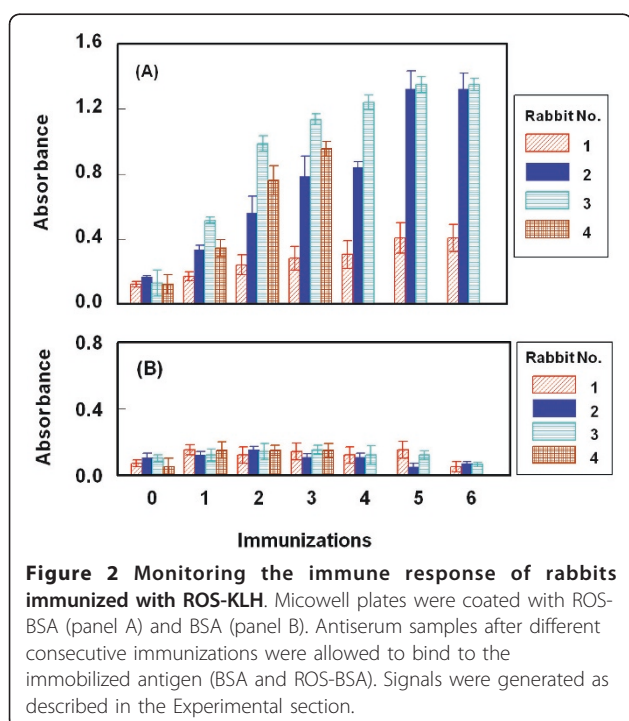 1.6
(A)
1.2
0.8
0.4
0.0
Absorbance
Rabbit No.
1
2
3
4
0.8
(B)
0.4
0.0
Absorbance
Rabbit No.
1
2
3
4
0 1 2 3 4 5 6
Immunizations
Figure 2 Monitoring the immune response of rabbits
immunized with ROS-KLH. Micowell plates were coated with ROS-
BSA (panel A) and BSA (panel B). Antiserum samples after different
consecutive immunizations were allowed to bind to the
immobilized antigen (BSA and ROS-BSA). Signals were generated as
described in the Experimental section.